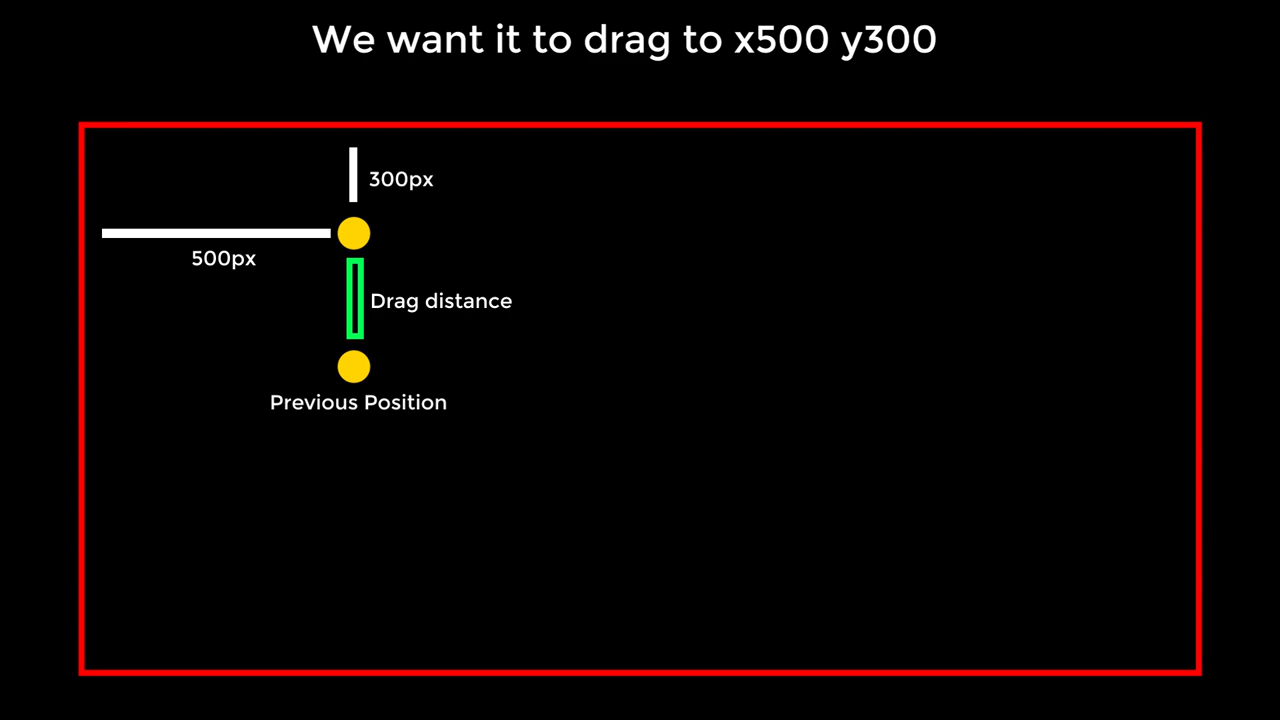 We want it to drag to x500 y300
300px
500px
Drag distance
Previous Position